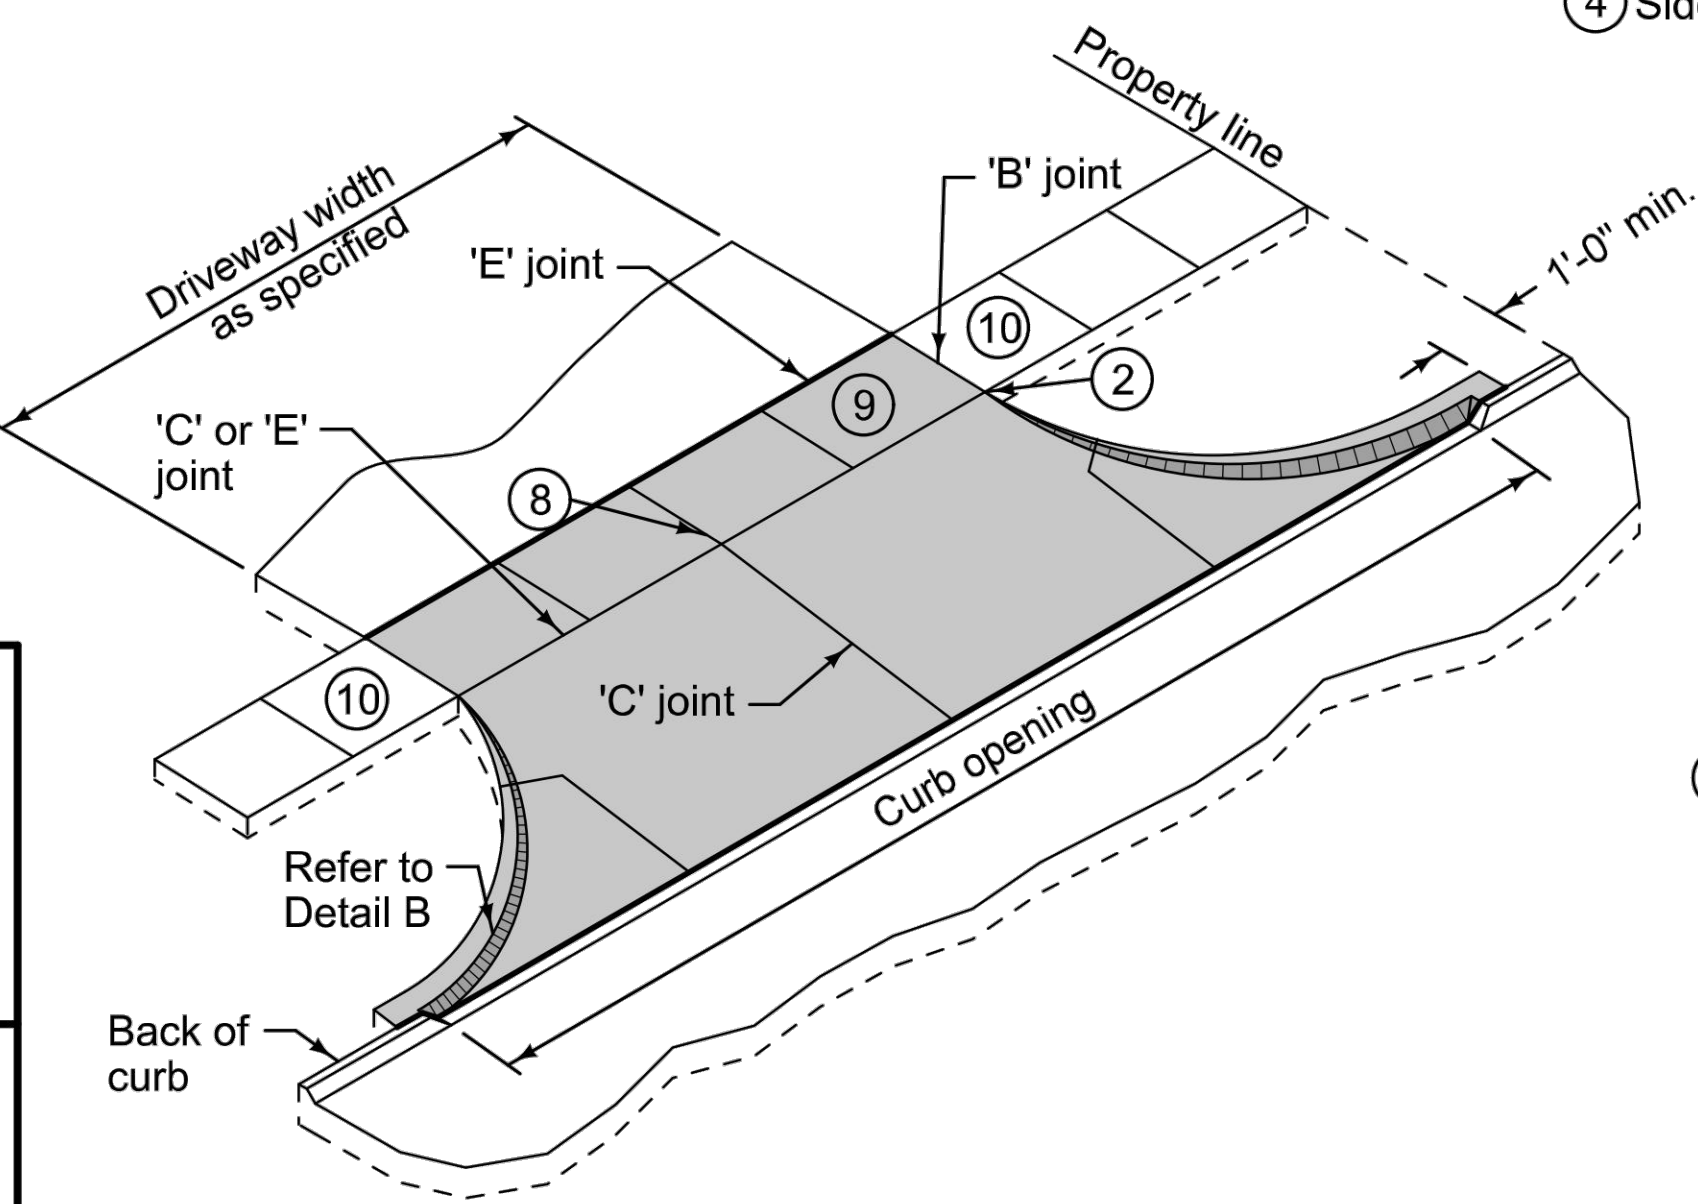 4
Property line
'B' joint
1'-0" min.
Driveway width
as specified
'E' joint
10
2
9
'C' or 'E'
joint
8
10
'C' joint
Curb opening
Refer to
Detail B
Back of
curb